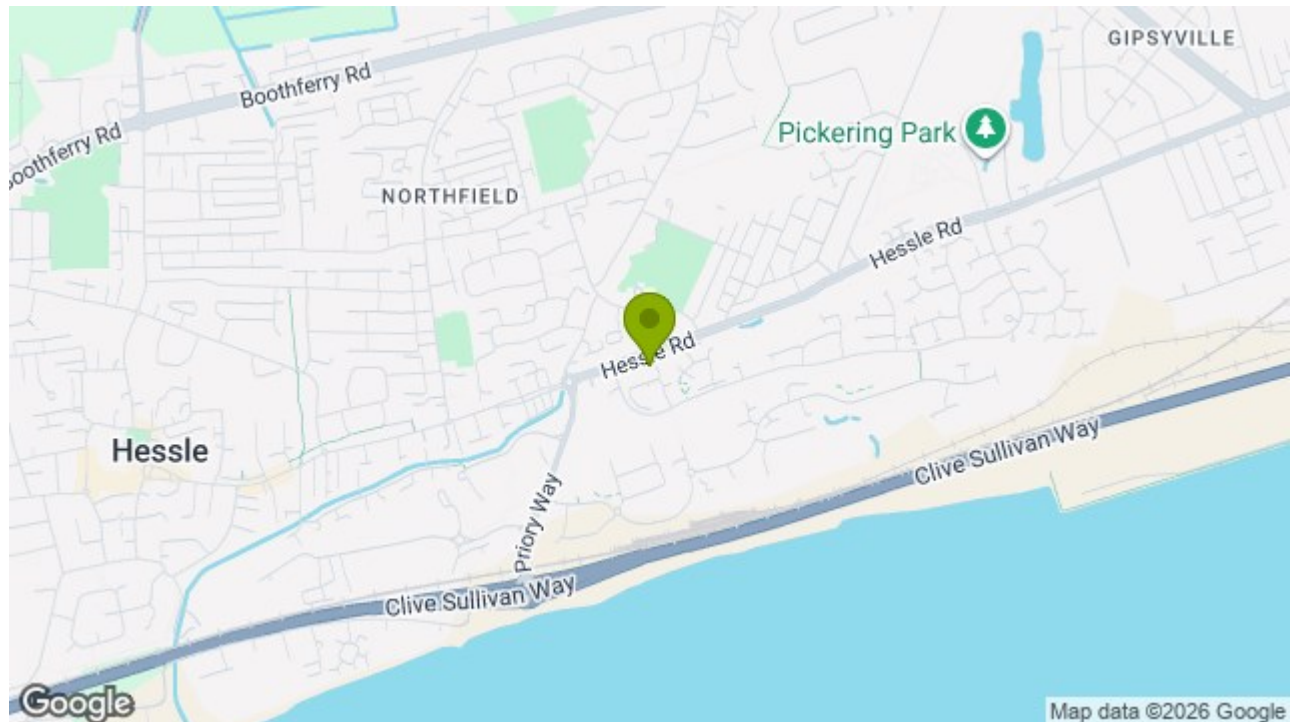 GIPSYVILLE
Boothferry Rd
Boothferry Rd
Pickering Park
NORTHFIELD
Hessle Rd
Hessle Rd
Hessle
Clive Sullivan Way
Priory Way
Clive Sullivan Way
Google
Map data ©2026 Google